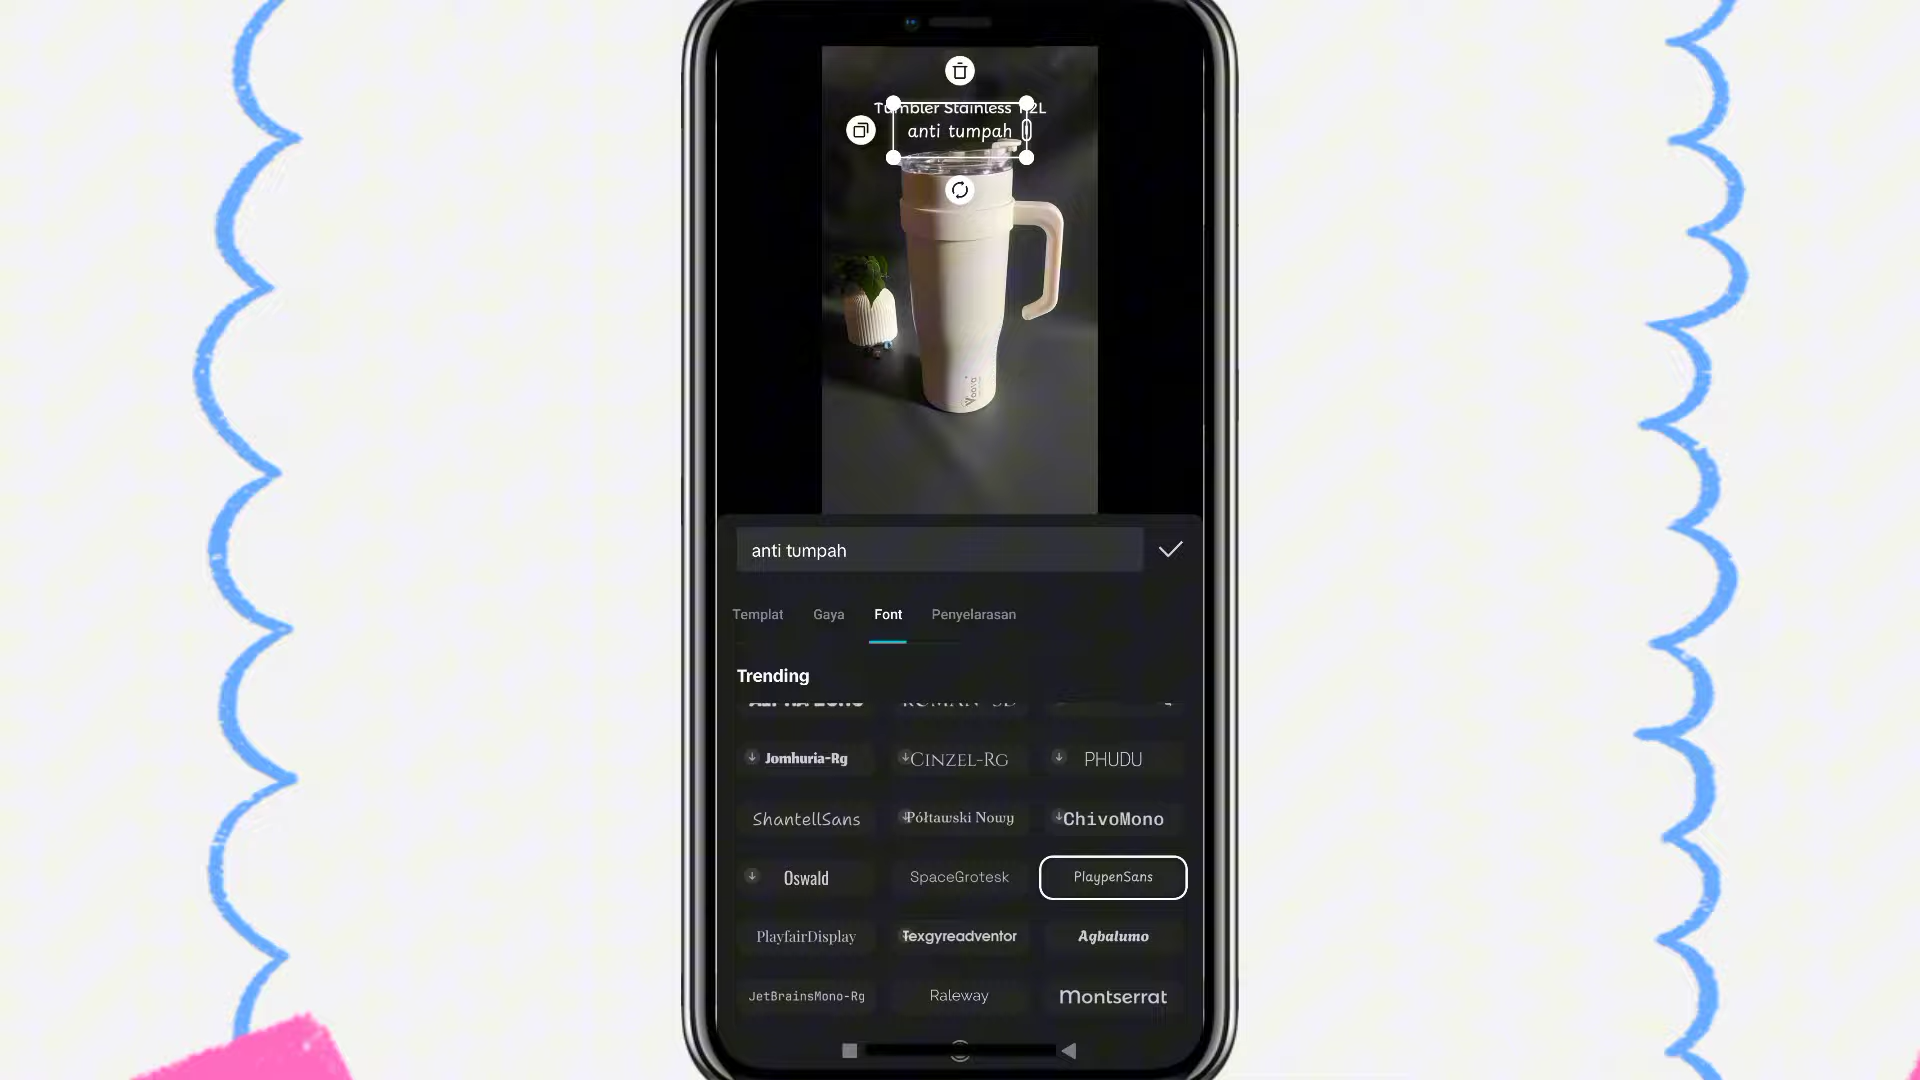 Tumbler Stainless 1.2L
anti tumpah
anti tumpah
Templat Gaya Font Penyelarasan
Trending
Jomhuria-Rg CINZEL-RG PHUDU
ShantellSans Półtawski Nowy ChivoMono
Oswald SpaceGrotesk PlaypenSans
PlayfairDisplay Texgyreadventor Agbalumo
JetBrainsMono-Rg Raleway Montserrat